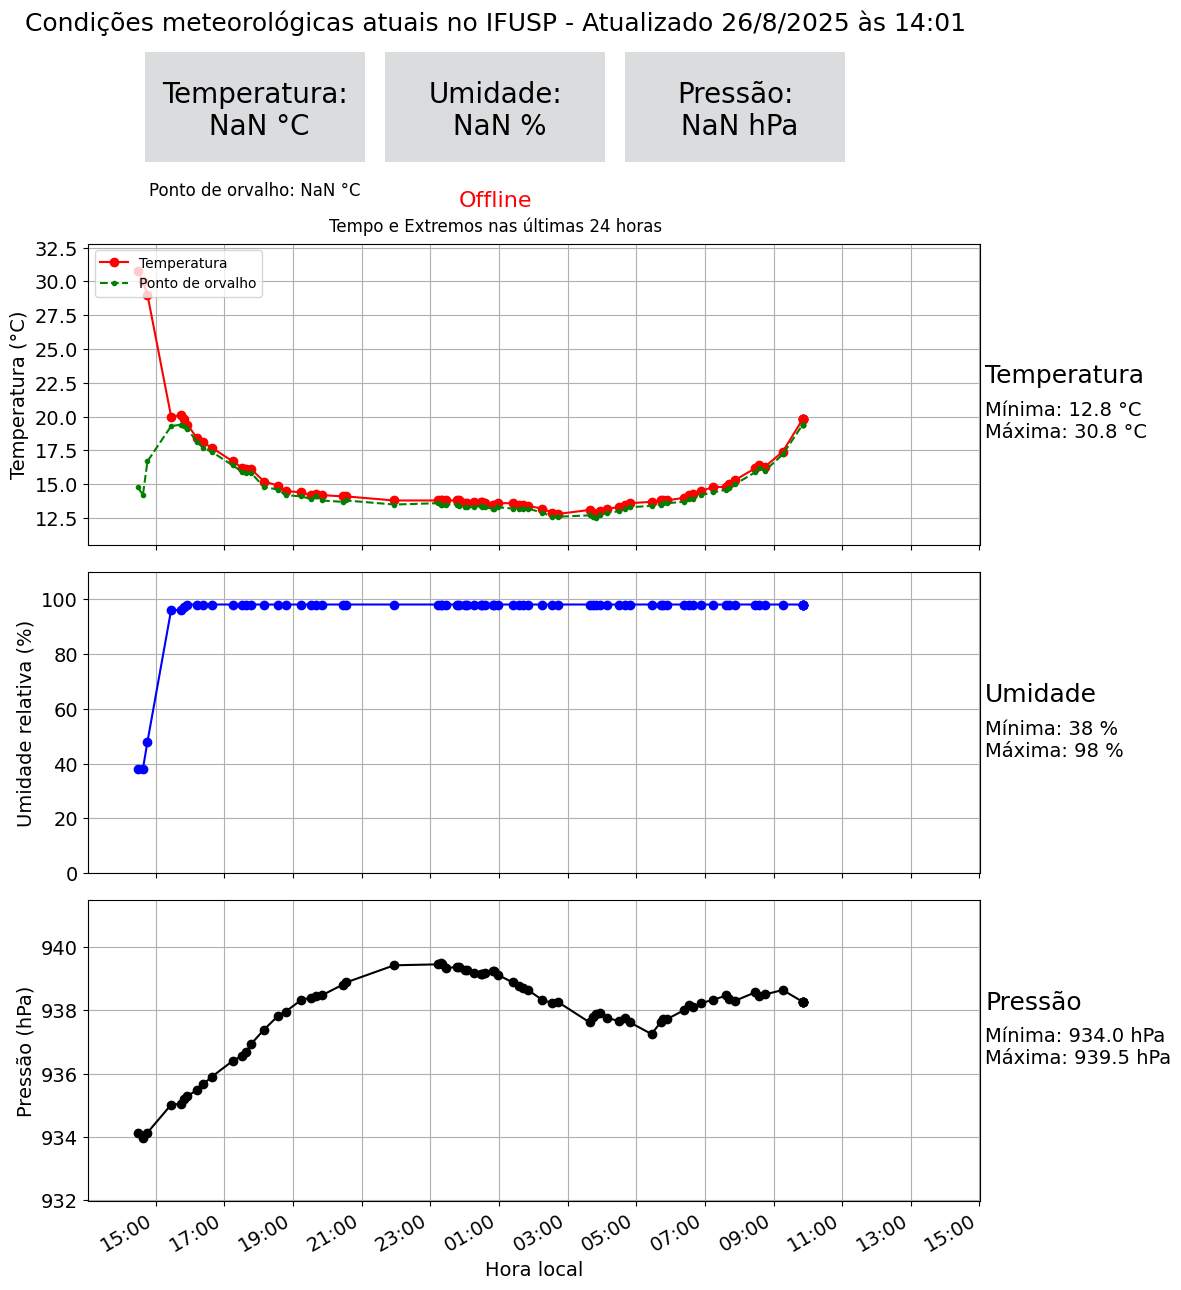 Condições meteorológicas atuais no IFUSP - Atualizado 26/8/2025 às 14:01
Temperatura:
NaN °C
Umidade:
NaN %
Pressão:
NaN hPa
Ponto de orvalho: NaN °C
Offline
Tempo e Extremos nas últimas 24 horas
Temperatura (°C)
32.5
30.0
27.5
25.0
22.5
20.0
17.5
15.0
12.5
Temperatura
Ponto de orvalho
Temperatura
Mínima: 12.8 °C
Máxima: 30.8 °C
Umidade relativa (%)
100
80
60
40
20
0
Umidade
Mínima: 38 %
Máxima: 98 %
Pressão (hPa)
940
938
936
934
932
Pressão
Mínima: 934.0 hPa
Máxima: 939.5 hPa
15:00
17:00
19:00
21:00
23:00
01:00
03:00
05:00
07:00
09:00
11:00
13:00
15:00
Hora local